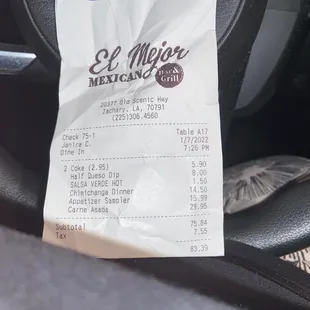 El Mejor
MEXICAN Bar & Grill
20377 Old Scenic Hwy
Zachary, LA, 70791
(225)306.4560
Check 75-1 Table A17
Janira C. 1/7/2022
Dine In 7:26 PM
2 Coke (2.95) 5.90
Half Queso Dip 8.00
SALSA VERDE HOT 1.50
Chimichanga Dinner 14.50
Appetizer Sampler 15.99
Carne Asada 29.95
Subtotal 75.84
Tax 7.55
83.39